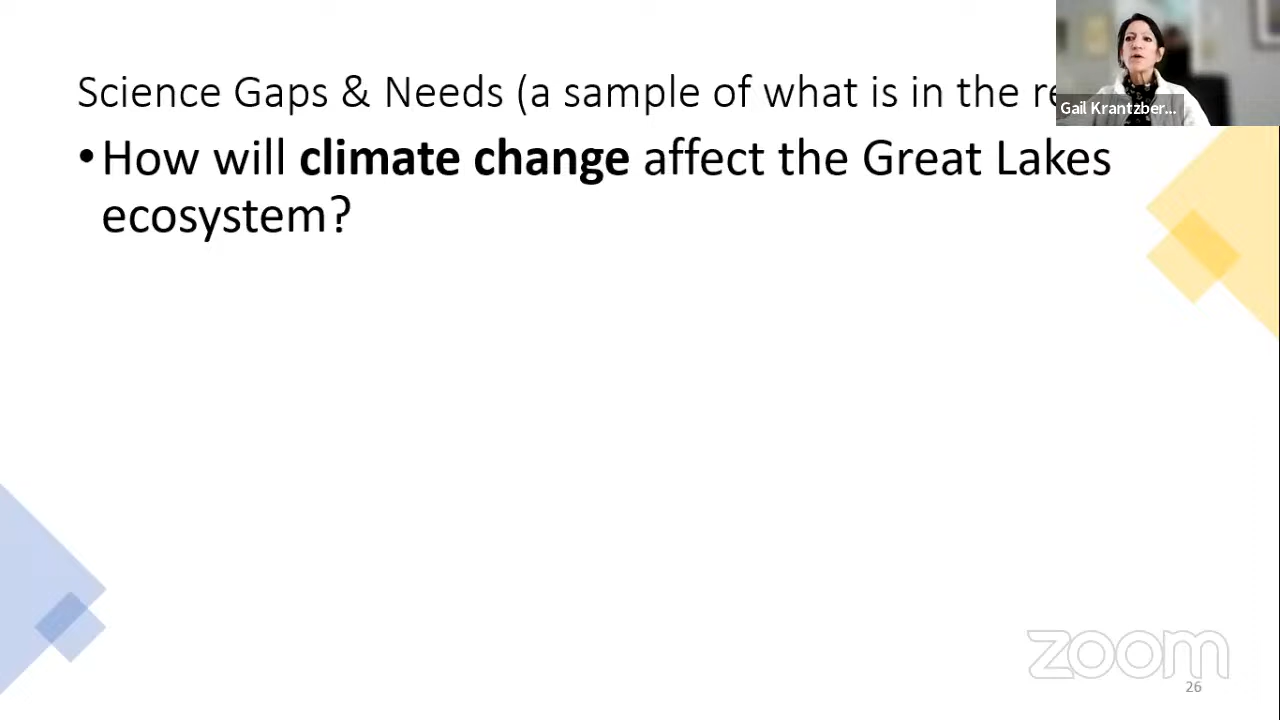 Science Gaps & Needs (a sample of what is in the re
Gail Krantzber...
•How will climate change affect the Great Lakes
ecosystem?
zoom
26